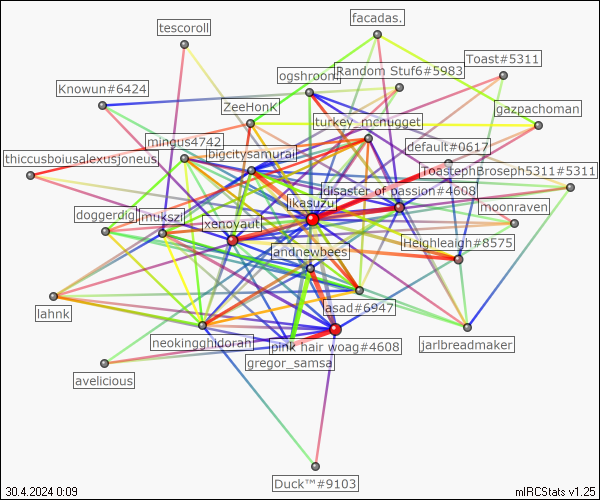 tescoroll
facadas.
Toast#5311
ogshroom
Random Stuf6#5983
Knowun#6424
ZeeHonK
gazpachoman
turkey_mcnugget
mingus4742
default#0617
bigcitysamurai
thiccusboiusalexusjoneus
ToastephBroseph5311#5311
disaster of passion#4608
ikasuzu
moonraven
doggerdigj
mukszi
xenoyaut
Heighleaigh#8575
andnewbees
lahnk
asad#6947
neokingghidorah
pink hair woag#4608
jarlbreadmaker
gregor_samsa
avelicious
Duck™#9103
30.4.2024 0:09
mIRCStats v1.25